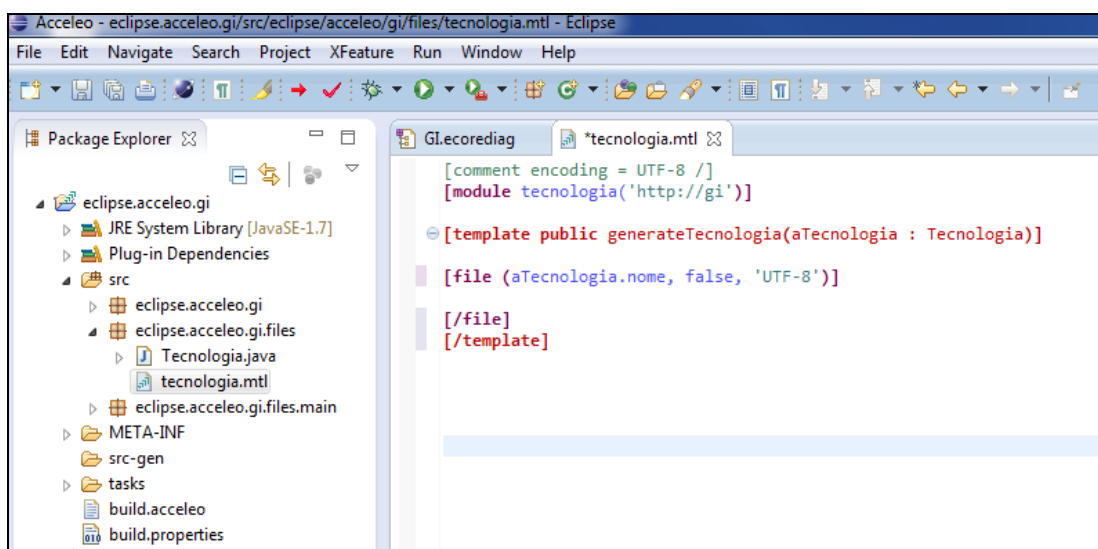 Acceleo - eclipse.acceleo.gi/src/eclipse/acceleo/gi/files/tecnologia.mtl - Eclipse
File Edit Navigate Search Project XFeature Run Window Help
Package Explorer
eclipse.acceleo.gi
JRE System Library [JavaSE-1.7]
Plug-in Dependencies
src
eclipse.acceleo.gi
eclipse.acceleo.gi.files
Tecnologia.java
tecnologia.mtl
eclipse.acceleo.gi.files.main
META-INF
src-gen
tasks
build.acceleo
build.properties
GI.ecorediag *tecnologia.mtl
[comment encoding = UTF-8 /]
[module tecnologia('http://gi')]
[template public generateTecnologia(aTecnologia : Tecnologia)]
[file (aTecnologia.nome, false, 'UTF-8')]
[/file]
[/template]